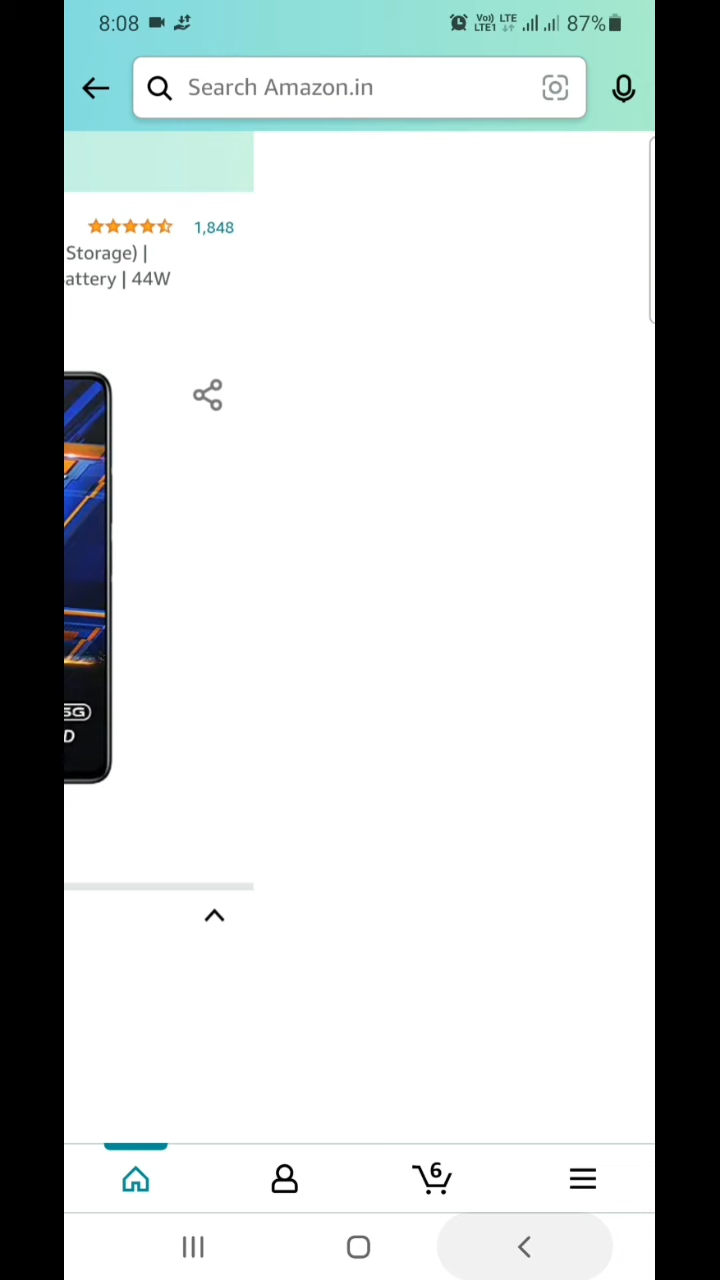 8:08 Vo) LTE LTE1 87%
Search Amazon.in
1,848
Storage) |
attery | 44W
5G
D
6